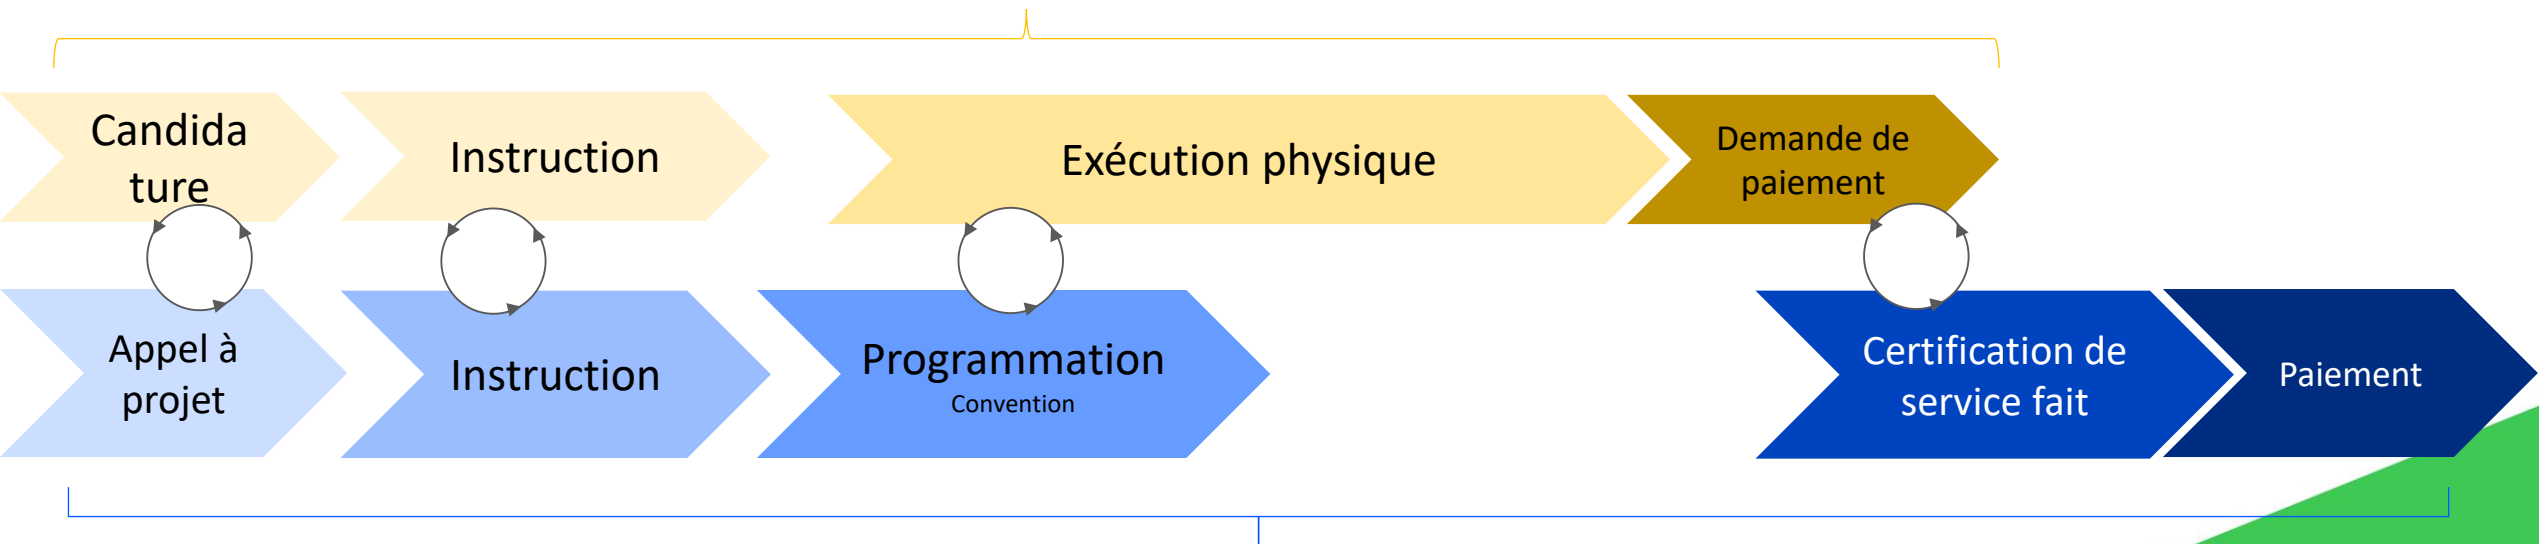 Candida
ture
Instruction
Exécution physique
Demande de
paiement
Appel à
projet
Instruction
Programmation
Convention
Certification de
service fait
Paiement